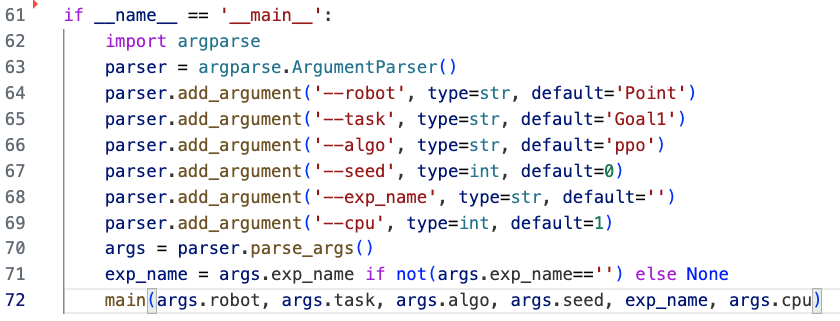 61 if __name__ == '__main__':
62 import argparse
63 parser = argparse.ArgumentParser()
64 parser.add_argument('--robot', type=str, default='Point')
65 parser.add_argument('--task', type=str, default='Goal1')
66 parser.add_argument('--algo', type=str, default='ppo')
67 parser.add_argument('--seed', type=int, default=0)
68 parser.add_argument('--exp_name', type=str, default='')
69 parser.add_argument('--cpu', type=int, default=1)
70 args = parser.parse_args()
71 exp_name = args.exp_name if not(args.exp_name=='') else None
72 main(args.robot, args.task, args.algo, args.seed, exp_name, args.cpu)